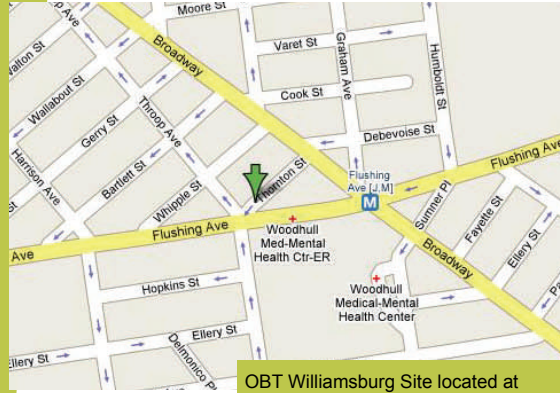 Moore St
Varet St
Broadway
Graham Ave
Humboldt St
Throop Ave
Walton St
Cook St
Wallabout St
Debevoise St
Gerry St
Throop Ave
Flushing Ave
Harrison Ave
Bartlett St
Thornton St
Flushing
Ave [J,M]
M
Sumner Pl
Whipple St
Fayette St
Flushing Ave
Woodhull
Med-Mental
Health Ctr-ER
Broadway
Ellery St
Ave
Woodhull
Medical-Mental
Health Center
Hopkins St
Ellery St
Ellery St
Delmonico Pl
OBT Williamsburg Site located at